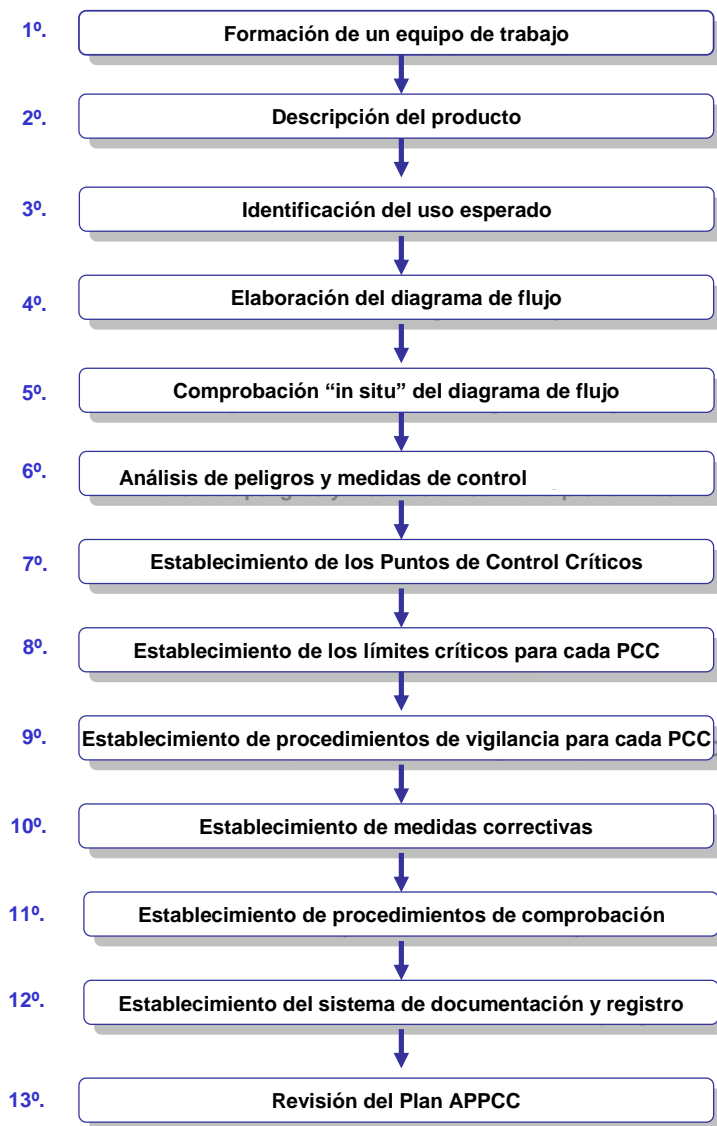 1º. Formación de un equipo de trabajo
2º. Descripción del producto
3º. Identificación del uso esperado
4º. Elaboración del diagrama de flujo
5º. Comprobación “in situ” del diagrama de flujo
6º. Análisis de peligros y medidas de control
7º. Establecimiento de los Puntos de Control Críticos
8º. Establecimiento de los límites críticos para cada PCC
9º. Establecimiento de procedimientos de vigilancia para cada PCC
10º. Establecimiento de medidas correctivas
11º. Establecimiento de procedimientos de comprobación
12º. Establecimiento del sistema de documentación y registro
13º. Revisión del Plan APPCC